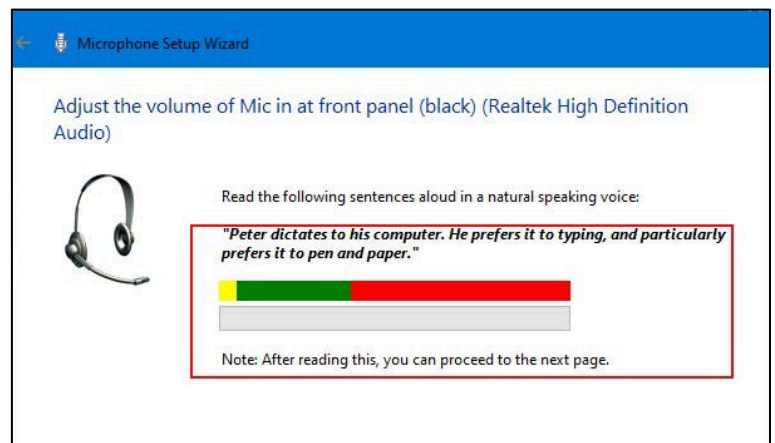 Microphone Setup Wizard
Adjust the volume of Mic in at front panel (black) (Realtek High Definition
Audio)
Read the following sentences aloud in a natural speaking voice:
"Peter dictates to his computer. He prefers it to typing, and particularly
prefers it to pen and paper."
Note: After reading this, you can proceed to the next page.